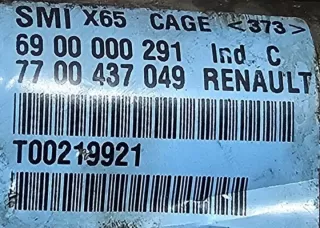 SMI X65 CAGE <373>
69 00 000 291 Ind C
77 00 437 049 RENAULT
T00219921